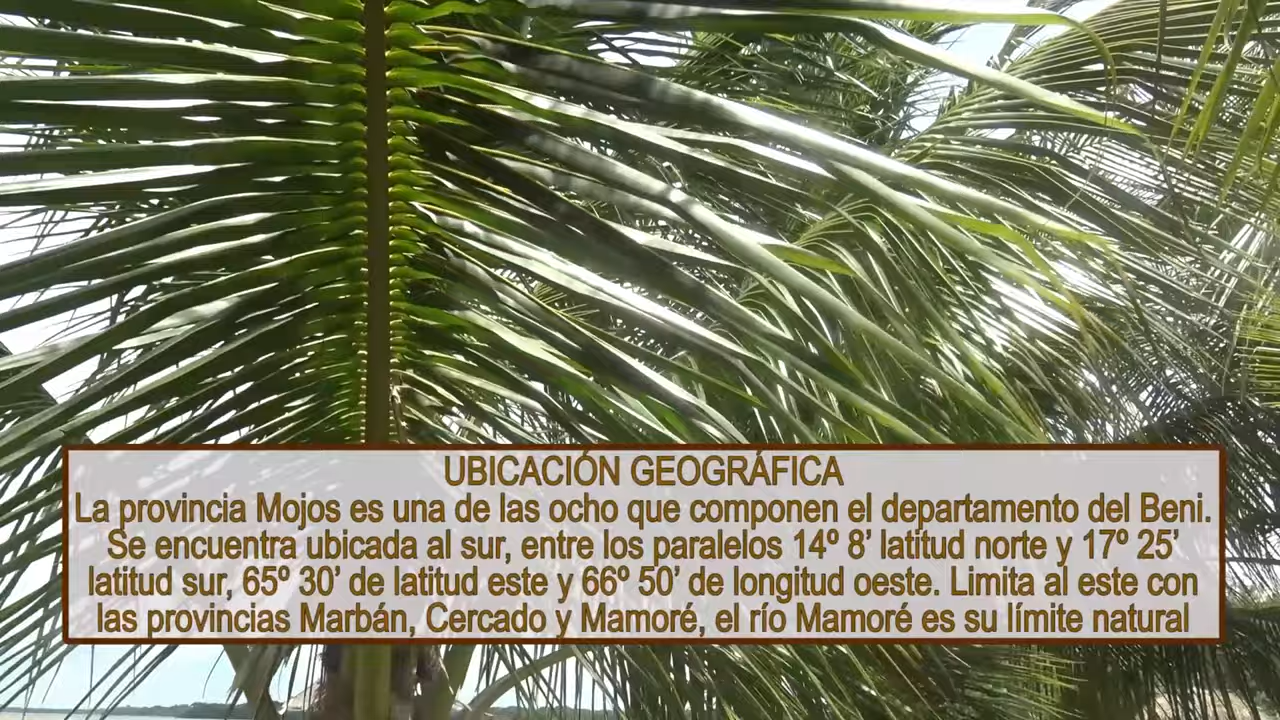 UBICACIÓN GEOGRÁFICA
La provincia Mojos es una de las ocho que componen el departamento del Beni.
Se encuentra ubicada al sur, entre los paralelos 14º 8’ latitud norte y 17º 25’
latitud sur, 65º 30’ de latitud este y 66º 50’ de longitud oeste. Limita al este con
las provincias Marbán, Cercado y Mamoré, el río Mamoré es su límite natural